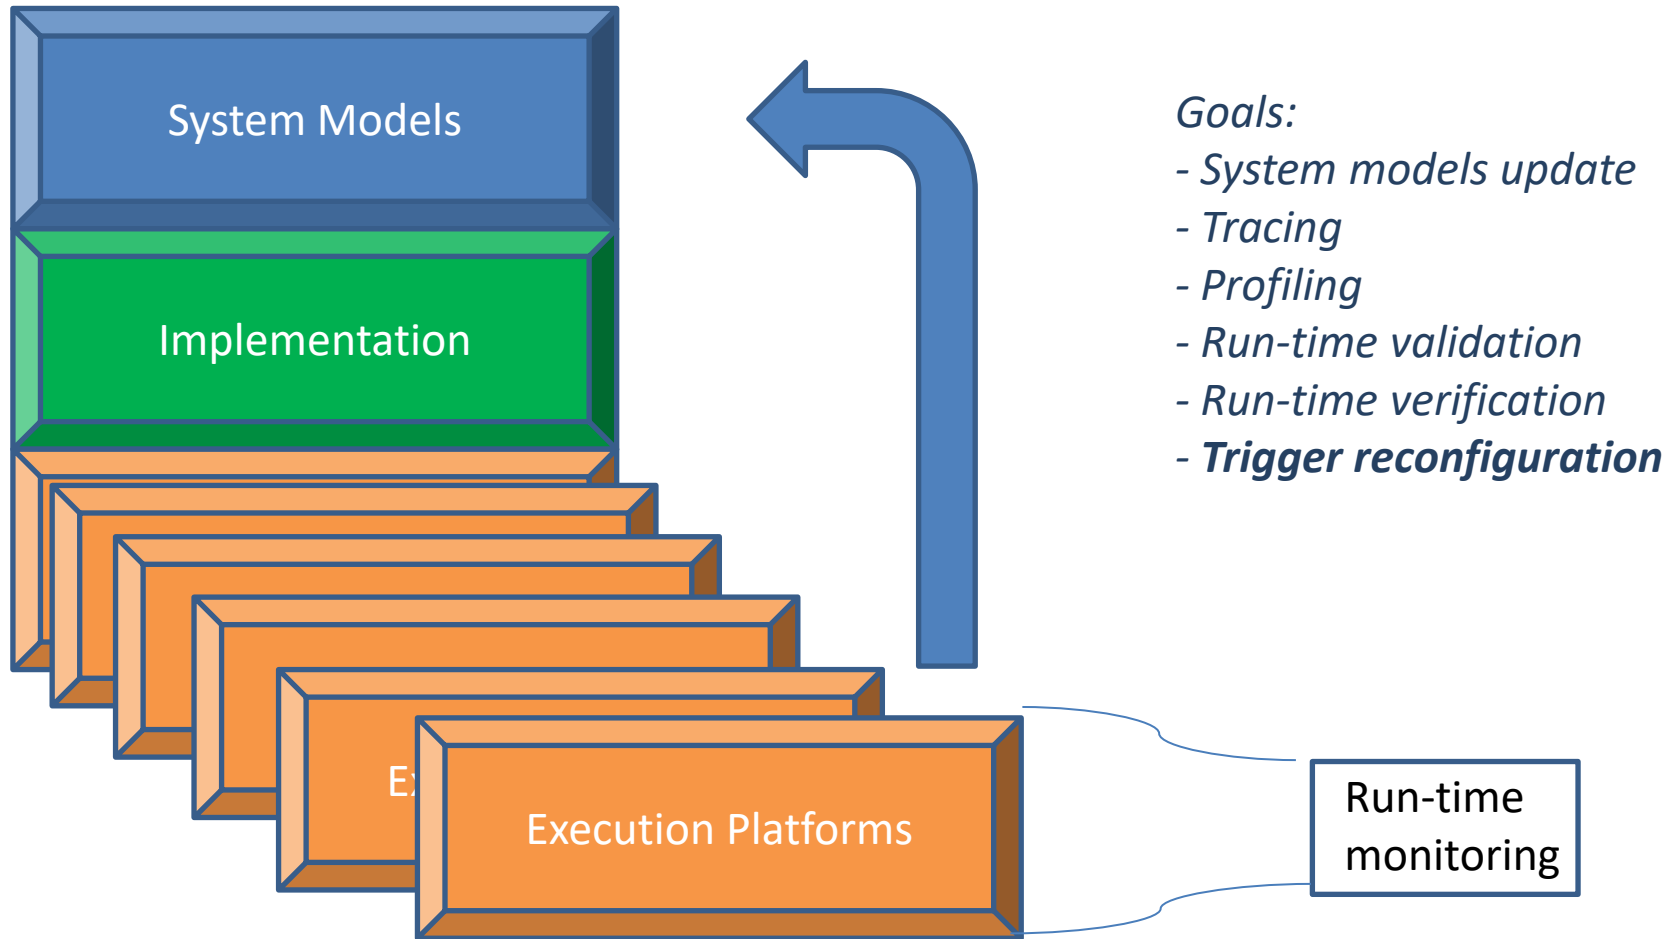 System Models
Goals:
- System models update
- Tracing
- Profiling
- Run-time validation
- Run-time verification
- Trigger reconfiguration
Implementation
Execution Platforms
Run-time
monitoring